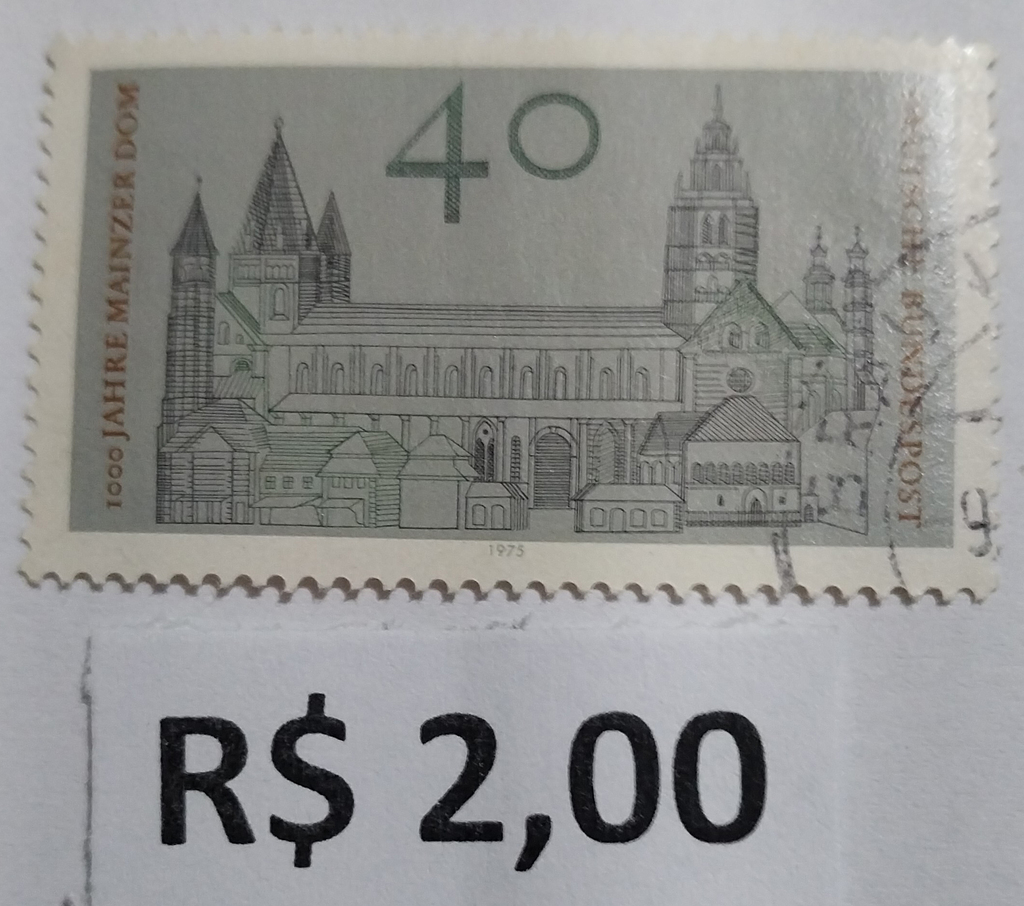 1000 JAHRE MAINZER DOM
40
DEUTSCHE BUNDESPOST
1975
R$ 2,00